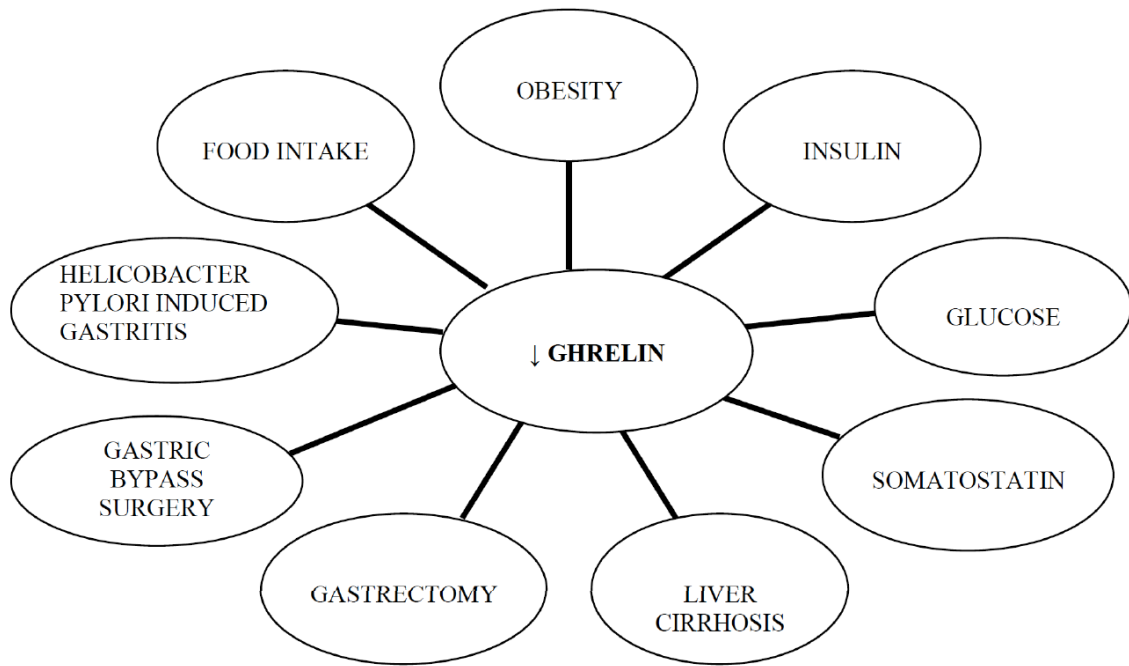 OBESITY
FOOD INTAKE
INSULIN
HELICOBACTER
PYLORI INDUCED
GASTRITIS
GLUCOSE
↓ GHRELIN
GASTRIC
BYPASS
SURGERY
SOMATOSTATIN
GASTRECTOMY
LIVER
CIRRHOSIS